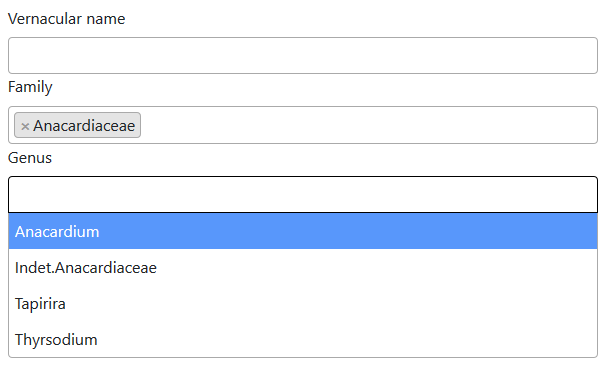 Vernacular name
Family
× Anacardiaceae
Genus
Anacardium
Indet.Anacardiaceae
Tapirira
Thyrsodium